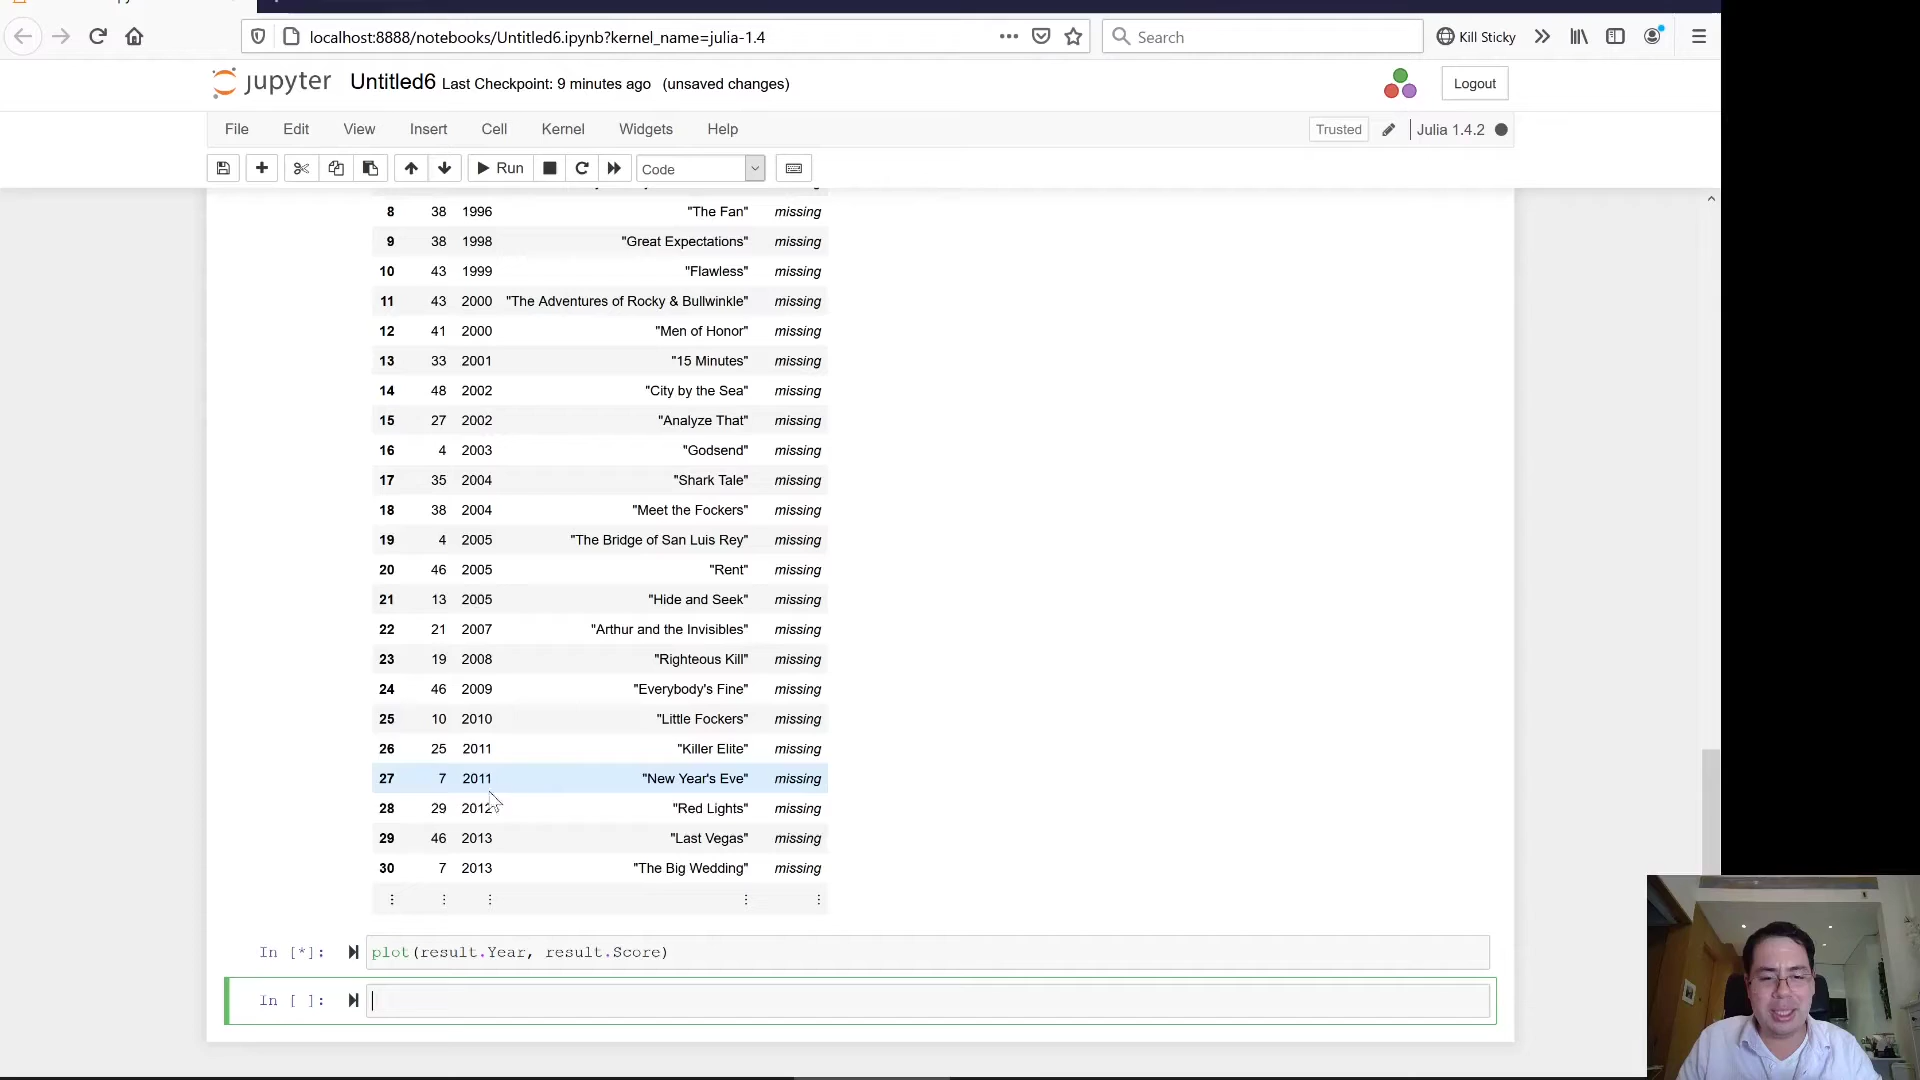 localhost:8888/notebooks/Untitled6.ipynb?kernel_name=julia-1.4
Search
Kill Sticky
jupyter Untitled6 Last Checkpoint: 9 minutes ago (unsaved changes)
Logout
File Edit View Insert Cell Kernel Widgets Help
Trusted
Julia 1.4.2
Run
Code
8 38 1996 "The Fan" missing
9 38 1998 "Great Expectations" missing
10 43 1999 "Flawless" missing
11 43 2000 "The Adventures of Rocky & Bullwinkle" missing
12 41 2000 "Men of Honor" missing
13 33 2001 "15 Minutes" missing
14 48 2002 "City by the Sea" missing
15 27 2002 "Analyze That" missing
16 4 2003 "Godsend" missing
17 35 2004 "Shark Tale" missing
18 38 2004 "Meet the Fockers" missing
19 4 2005 "The Bridge of San Luis Rey" missing
20 46 2005 "Rent" missing
21 13 2005 "Hide and Seek" missing
22 21 2007 "Arthur and the Invisibles" missing
23 19 2008 "Righteous Kill" missing
24 46 2009 "Everybody's Fine" missing
25 10 2010 "Little Fockers" missing
26 25 2011 "Killer Elite" missing
27 7 2011 "New Year's Eve" missing
28 29 2012 "Red Lights" missing
29 46 2013 "Last Vegas" missing
30 7 2013 "The Big Wedding" missing
⋮ ⋮ ⋮ ⋮ ⋮
In [*]: plot(result.Year, result.Score)
In [ ]: